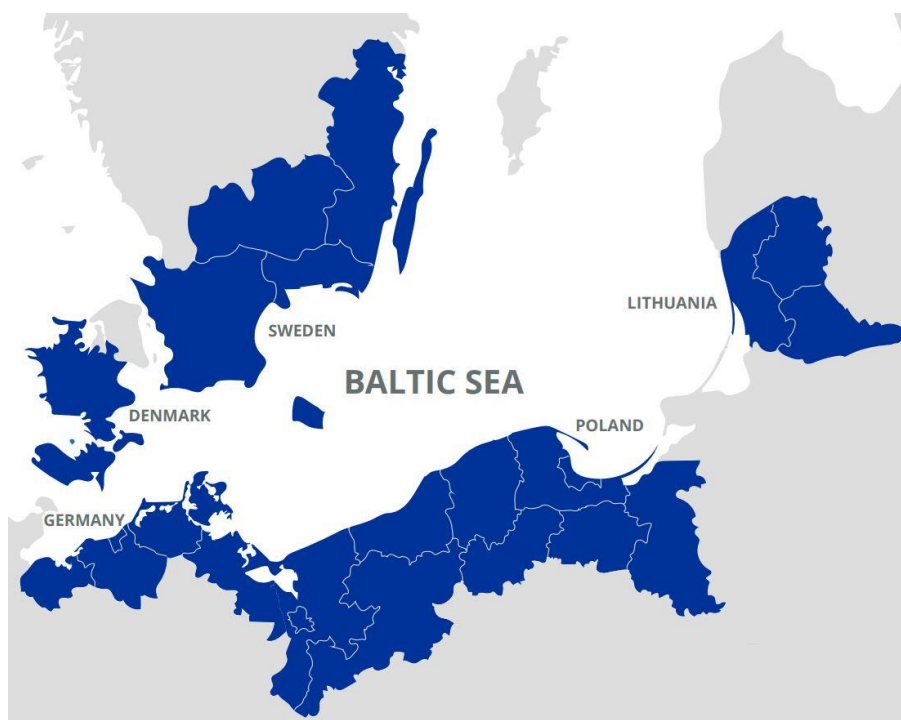 LITHUANIA
SWEDEN
BALTIC SEA
DENMARK
POLAND
GERMANY